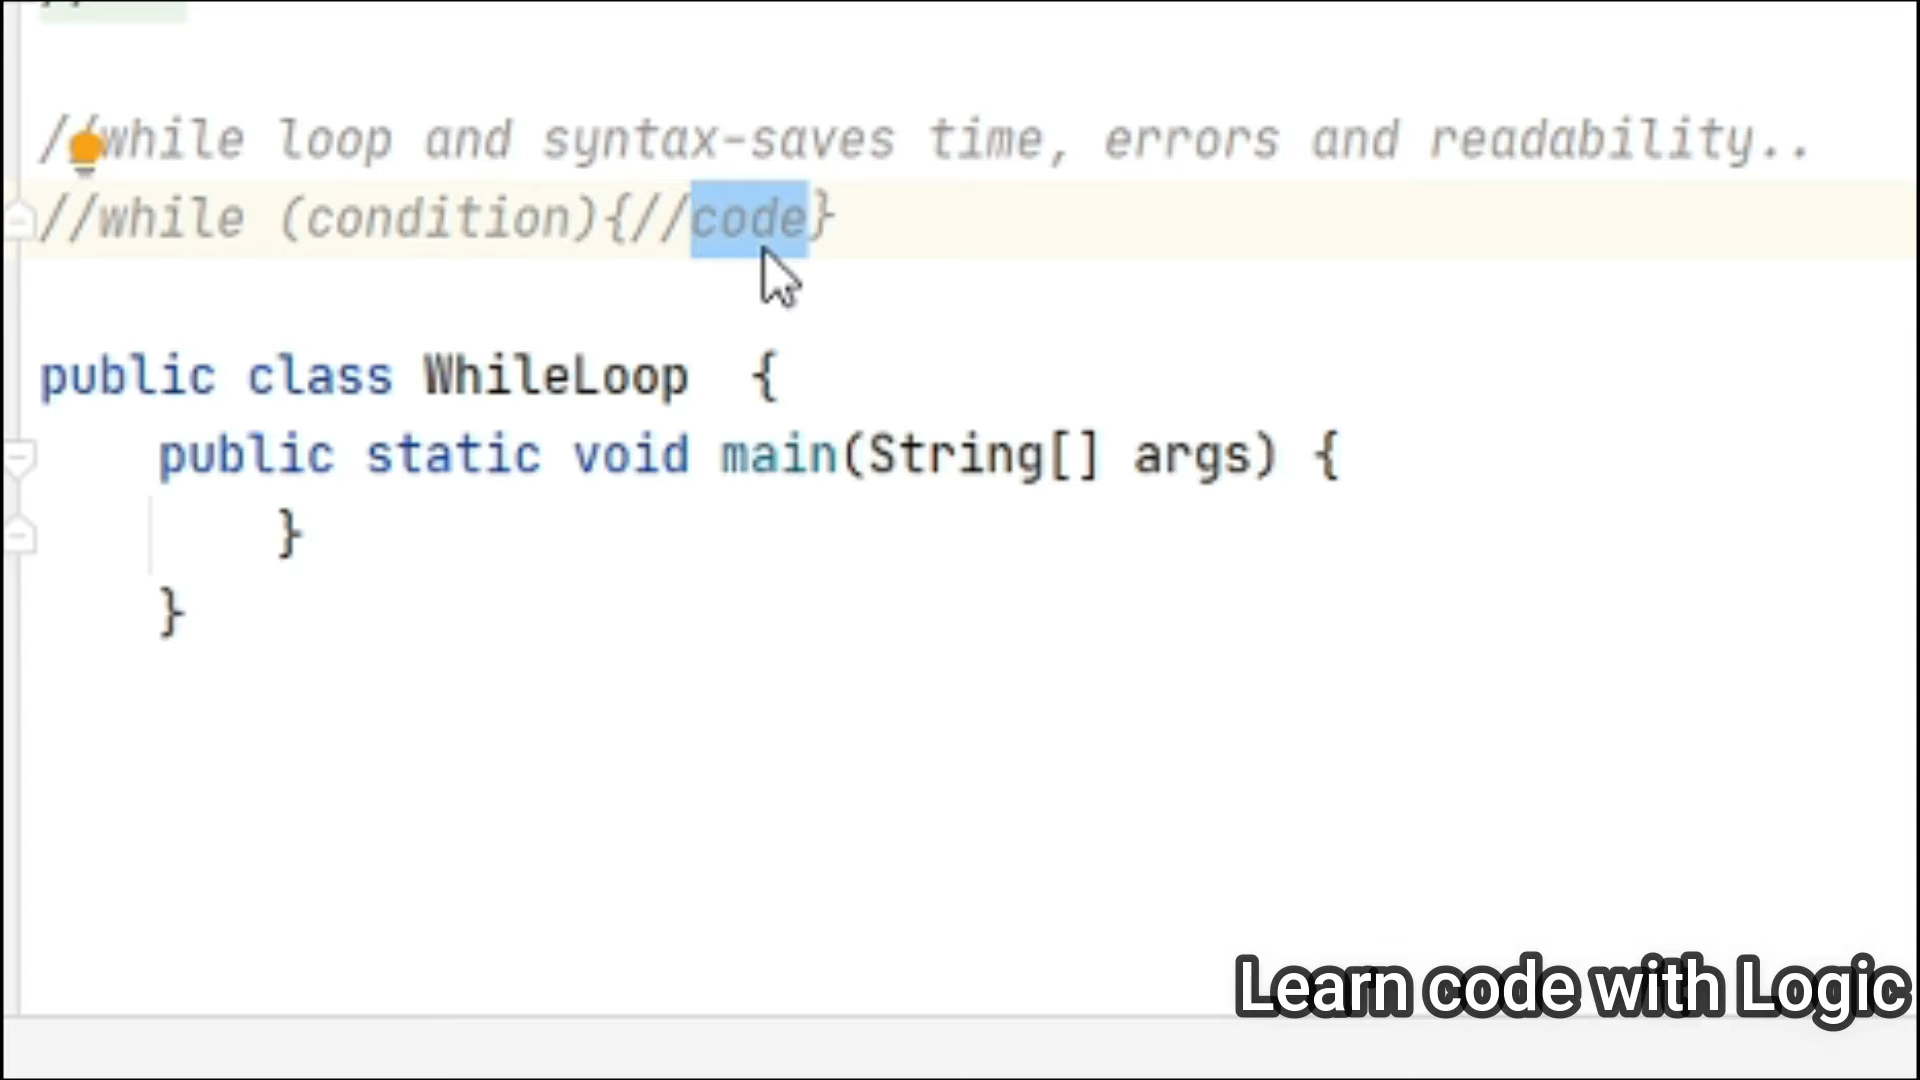 //while loop and syntax-saves time, errors and readability..
//while (condition){//code}
public class WhileLoop  {
    public static void main(String[] args) {
        }
    }
Learn code with Logic